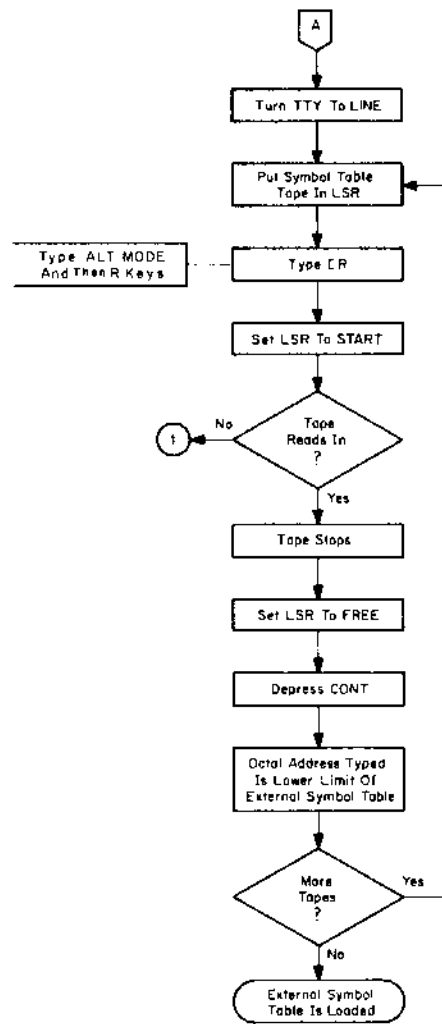 A
Turn TTY To LINE
Put Symbol Table
Tape In LSR
Type ALT MODE
And Then R Keys
Type [R
Set LSR To START
No
Tape
Reads In
?
1
Yes
Tape Stops
Set LSR To FREE
Depress CONT
Octal Address Typed
Is Lower Limit Of
External Symbol Table
More
Tapes
?
Yes
No
External Symbol
Table Is Loaded